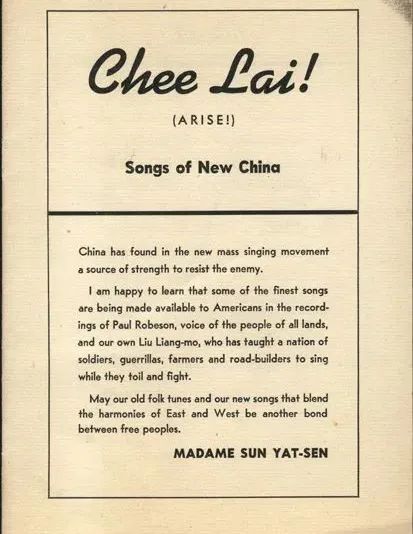 Chee Lai!
(ARISE!)
Songs of New China
China has found in the new mass singing movement
a source of strength to resist the enemy.
I am happy to learn that some of the finest songs
are being made available to Americans in the record-
ings of Paul Robeson, voice of the people of all lands,
and our own Liu Liang-mo, who has taught a nation of
soldiers, guerrillas, farmers and road-builders to sing
while they toil and fight.
May our old folk tunes and our new songs that blend
the harmonies of East and West be another bond
between free peoples.
MADAME SUN YAT-SEN